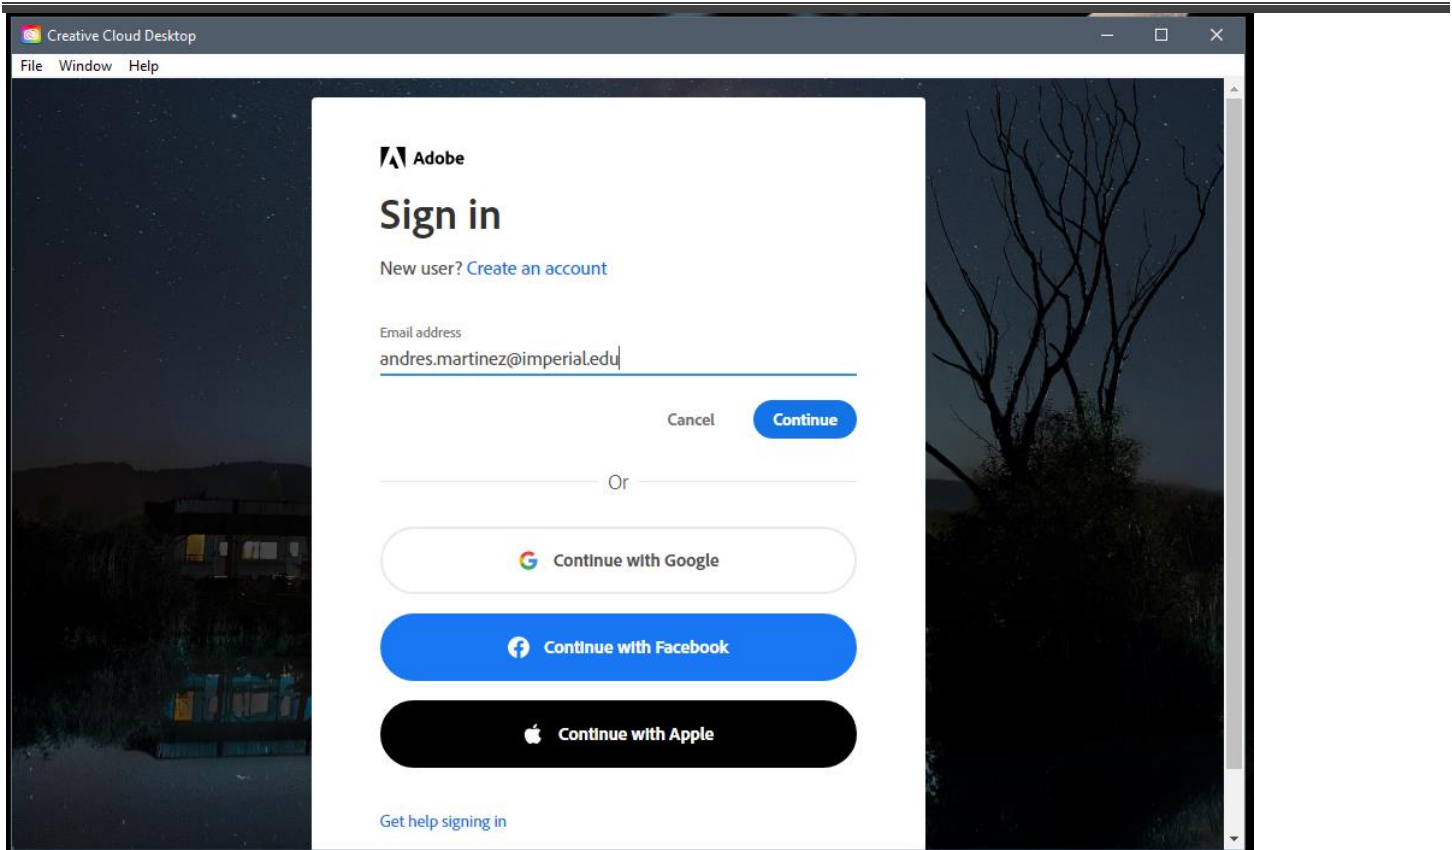 Creative Cloud Desktop
File Window Help
Adobe
Sign in
New user? Create an account
Email address
andres.martinez@imperial.edu
Cancel Continue
Or
Continue with Google
Continue with Facebook
Continue with Apple
Get help signing in